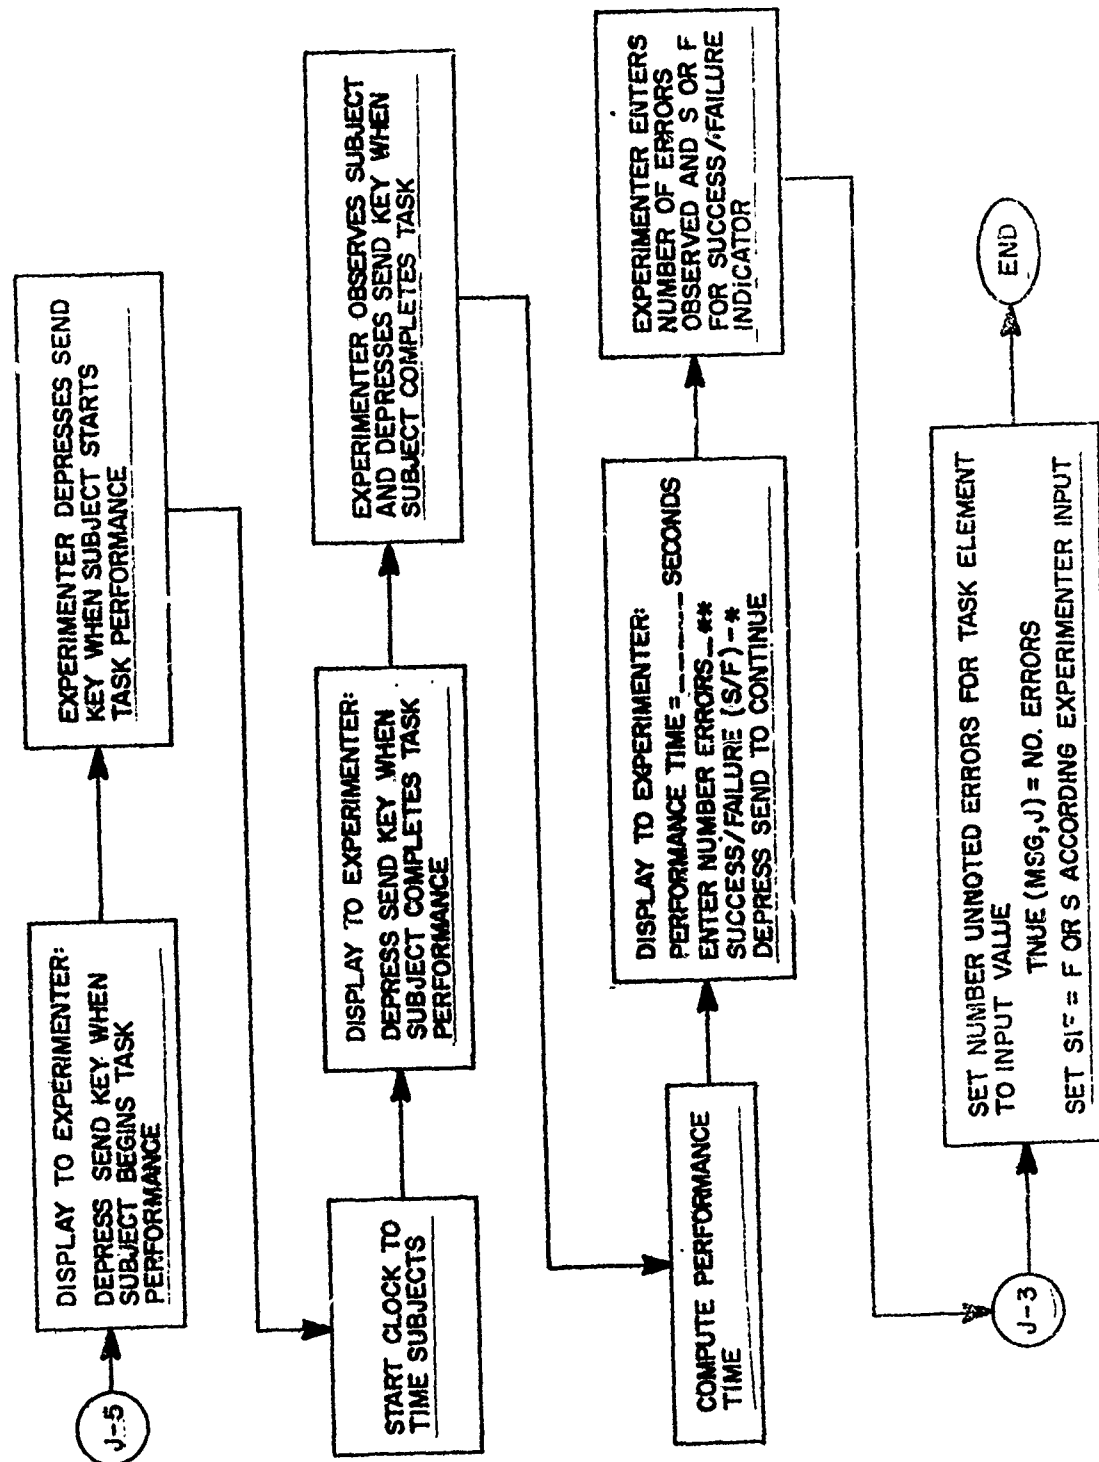 J-5
DISPLAY TO EXPERIMENTER:
DEPRESS SEND KEY WHEN
SUBJECT BEGINS TASK
PERFORMANCE
EXPERIMENTER DEPRESSES SEND
KEY WHEN SUBJECT STARTS
TASK PERFORMANCE
START CLOCK TO
TIME SUBJECTS
DISPLAY TO EXPERIMENTER:
DEPRESS SEND KEY WHEN
SUBJECT COMPLETES TASK
PERFORMANCE
EXPERIMENTER OBSERVES SUBJECT
AND DEPRESSES SEND KEY WHEN
SUBJECT COMPLETES TASK
COMPUTE PERFORMANCE
TIME
DISPLAY TO EXPERIMENTER:
PERFORMANCE TIME = _____ SECONDS
ENTER NUMBER ERRORS_**
SUCCESS/FAILURE (S/F)-*
DEPRESS SEND TO CONTINUE
EXPERIMENTER ENTERS
NUMBER OF ERRORS
OBSERVED AND S OR F
FOR SUCCESS/FAILURE
INDICATOR
J-3
SET NUMBER UNNOTED ERRORS FOR TASK ELEMENT
TO INPUT VALUE
TNUE (MSG,J) = NO. ERRORS
SET = F OR S ACCORDING EXPERIMENTER INPUT
END